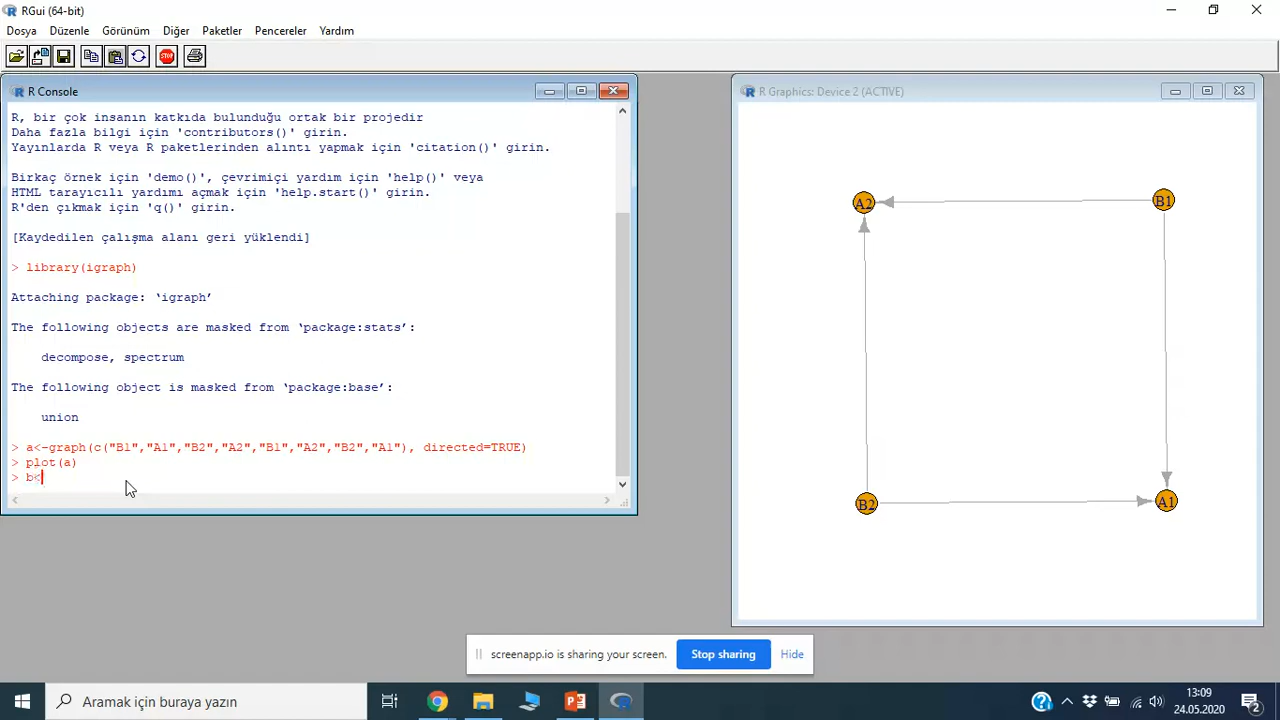 RGui (64-bit)
Dosya Düzenle Görünüm Diğer Paketler Pencereler Yardım
STOP
R Console
R, bir çok insanın katkıda bulunduğu ortak bir projedir
Daha fazla bilgi için 'contributors()' girin.
Yayınlarda R veya R paketlerinden alıntı yapmak için 'citation()' girin.
Birkaç örnek için 'demo()', çevrimiçi yardım için 'help()' veya
HTML tarayıcılı yardımı açmak için 'help.start()' girin.
R'den çıkmak için 'q()' girin.
[Kaydedilen çalışma alanı geri yüklendi]
> library(igraph)
Attaching package: ‘igraph’
The following objects are masked from ‘package:stats’:
decompose, spectrum
The following object is masked from ‘package:base’:
union
> a<-graph(c("B1","A1","B2","A2","B1","A2","B2","A1"), directed=TRUE)
> plot(a)
> b<
R Graphics: Device 2 (ACTIVE)
A2 B1
B2 A1
screenapp.io is sharing your screen. Stop sharing Hide
Aramak için buraya yazın
13:09
24.05.2020
2